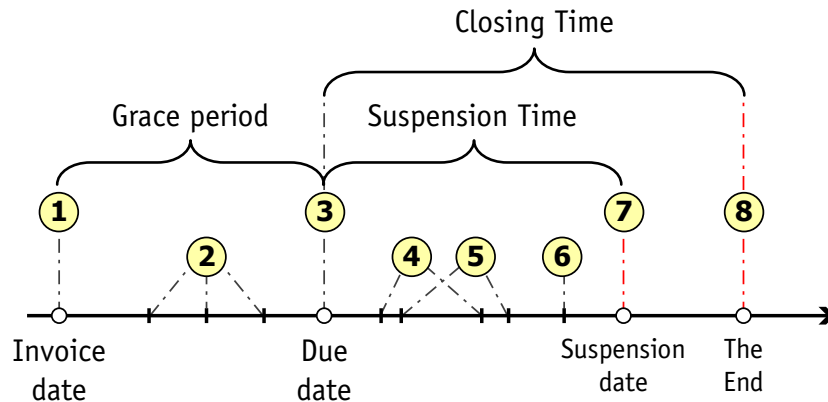 Closing Time
Grace period
Suspension Time
1
3
7
8
2
4
5
6
Invoice
date
Due
date
Suspension
date
The
End